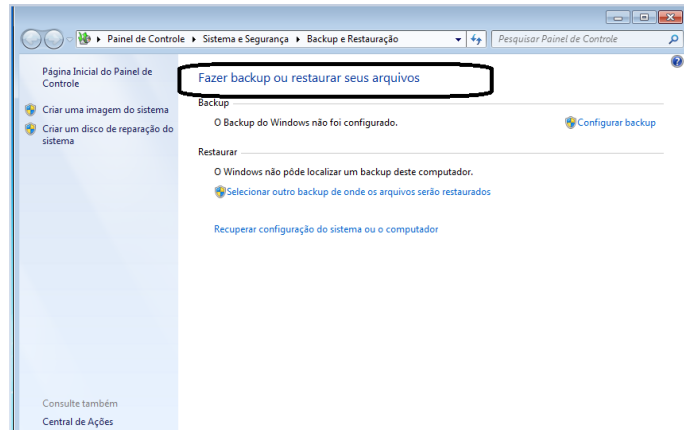 Painel de Controle ▸ Sistema e Segurança ▸ Backup e Restauração
Pesquisar Painel de Controle
Página Inicial do Painel de
Controle
Criar uma imagem do sistema
Criar um disco de reparação do
sistema
Fazer backup ou restaurar seus arquivos
Backup
O Backup do Windows não foi configurado.
Configurar backup
Restaurar
O Windows não pôde localizar um backup deste computador.
Selecionar outro backup de onde os arquivos serão restaurados
Recuperar configuração do sistema ou o computador
Consulte também
Central de Ações